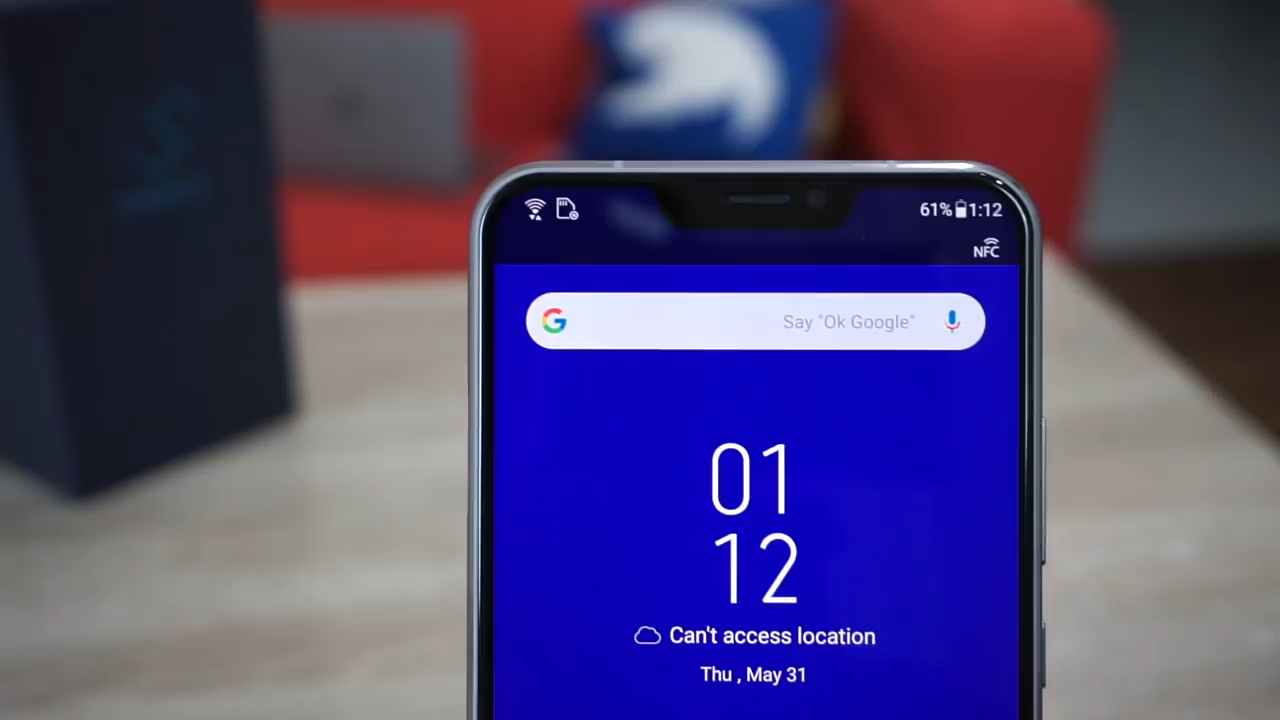 61% 1:12
NFC
G Say "Ok Google"
01
12
Can't access location
Thu , May 31